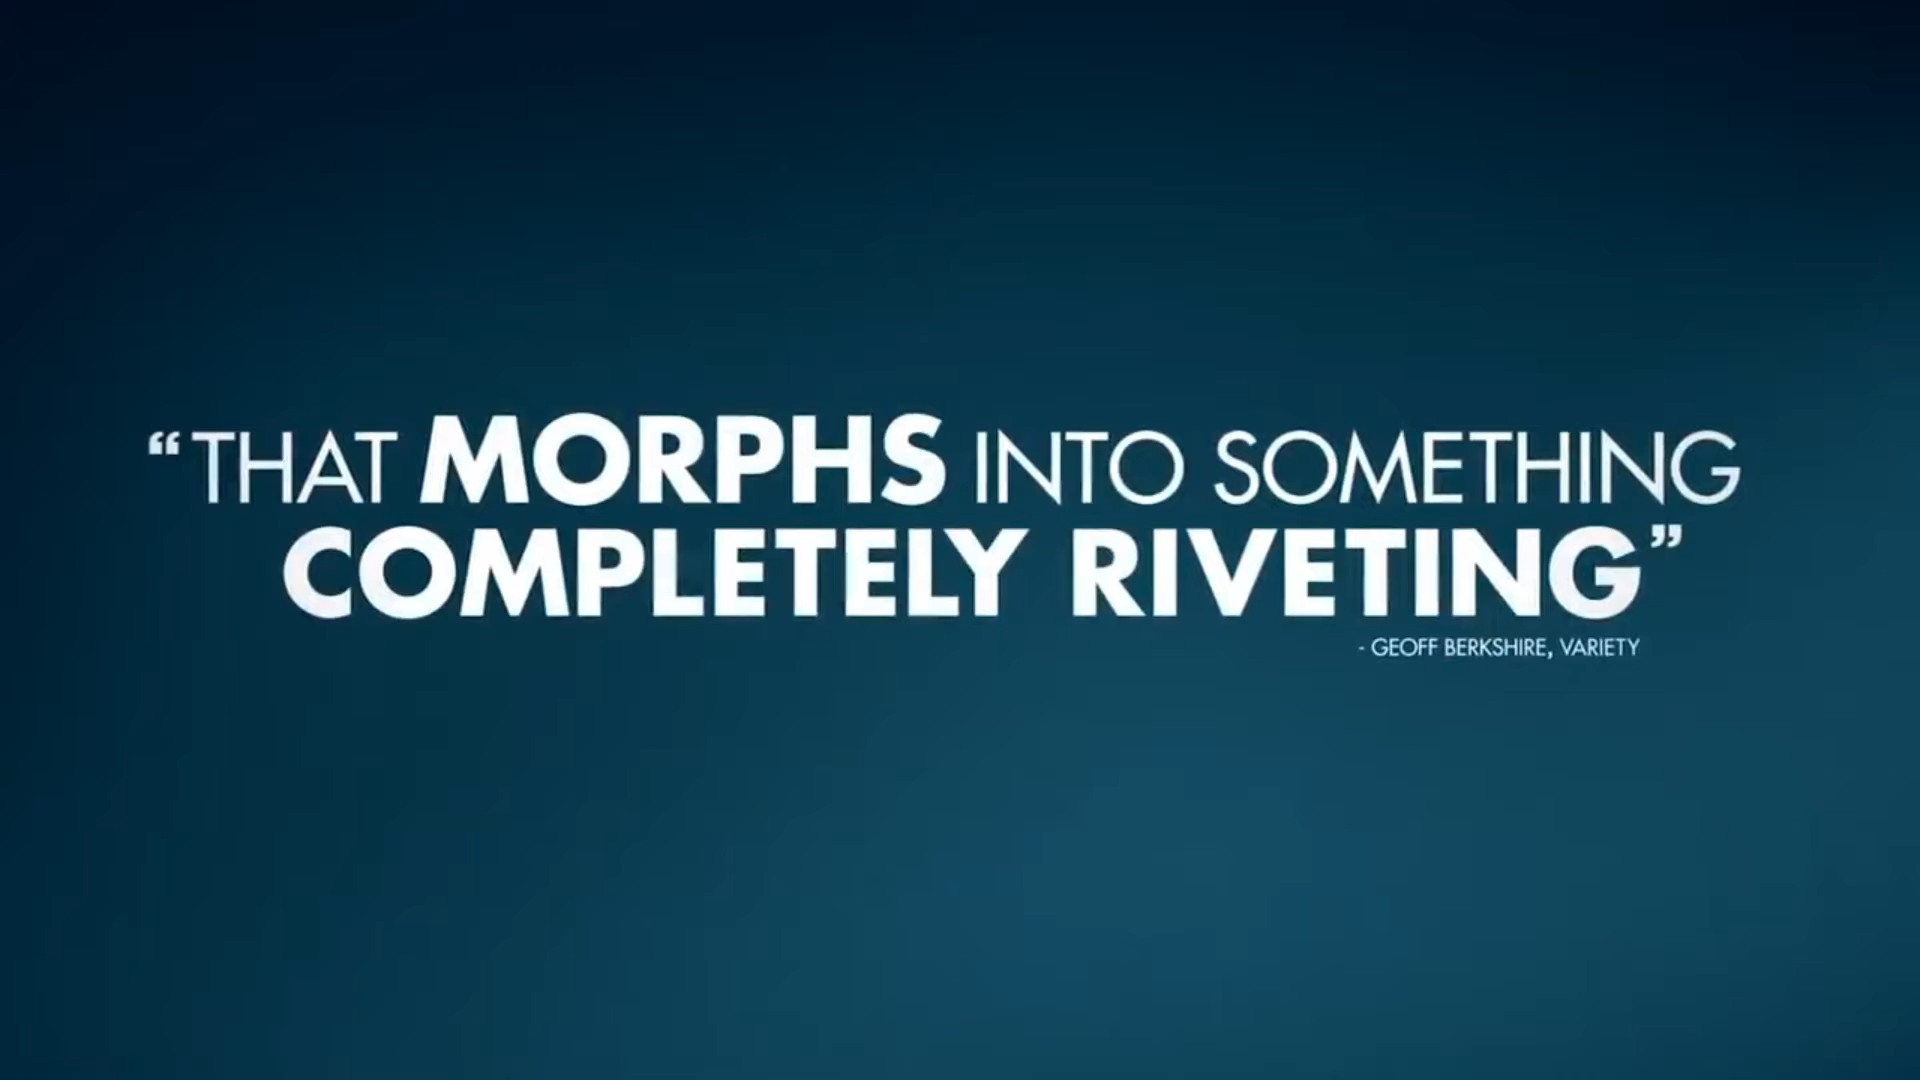 “THAT MORPHS INTO SOMETHING
COMPLETELY RIVETING”
- GEOFF BERKSHIRE, VARIETY